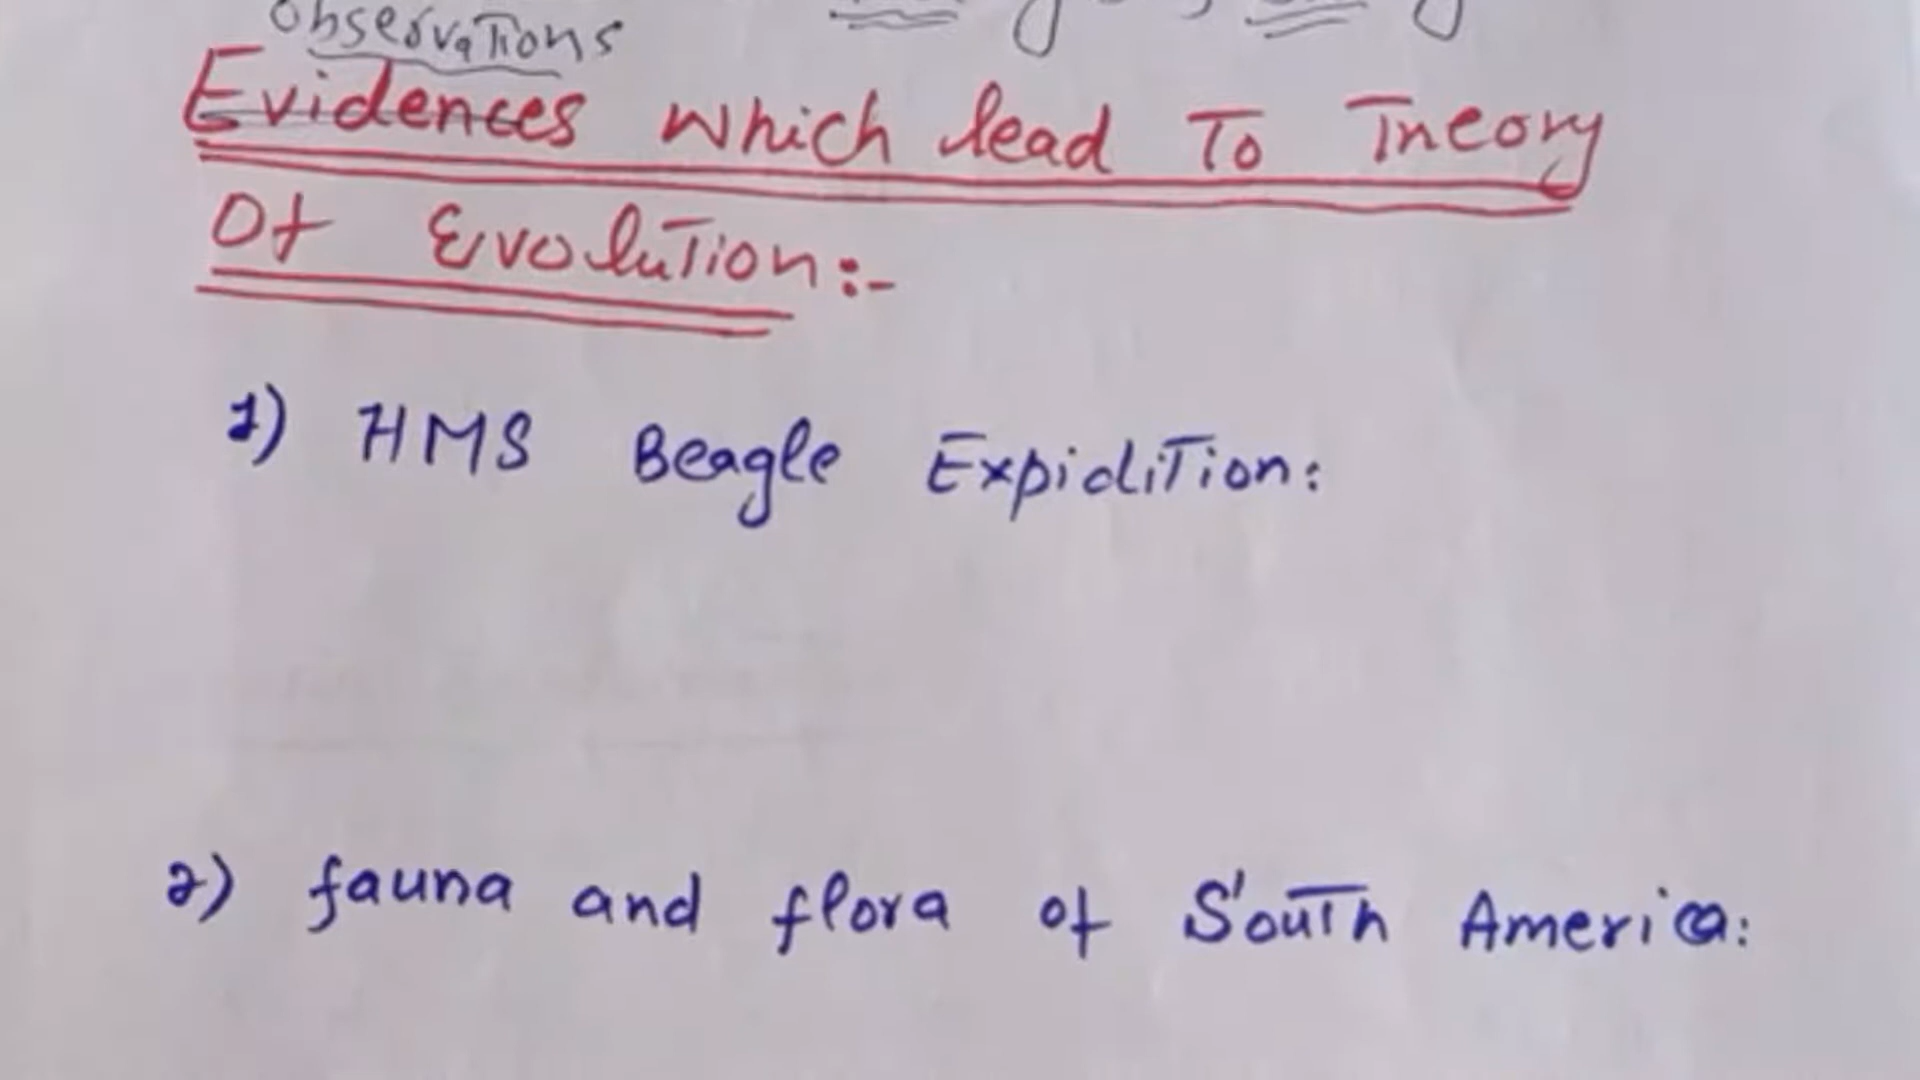 Observations
Evidences which lead To Theory
Of Evolution:-
1) HMS Beagle Expidition:
2) fauna and flora of South America: